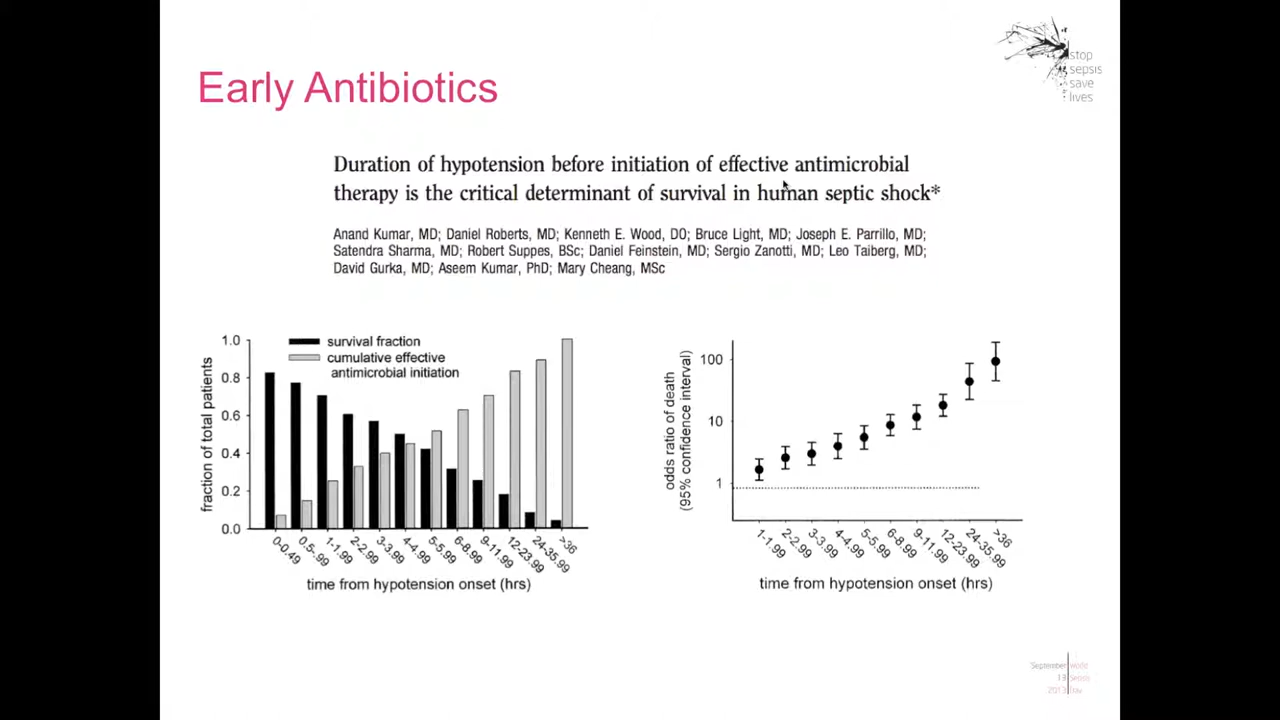 stop
sepsis
save
lives
Early Antibiotics
Duration of hypotension before initiation of effective antimicrobial
therapy is the critical determinant of survival in human septic shock*
Anand Kumar, MD; Daniel Roberts, MD; Kenneth E. Wood, DO; Bruce Light, MD; Joseph E. Parrillo, MD;
Satendra Sharma, MD; Robert Suppes, BSc; Daniel Feinstein, MD; Sergio Zanotti, MD; Leo Taiberg, MD;
David Gurka, MD; Aseem Kumar, PhD; Mary Cheang, MSc
survival fraction
cumulative effective
antimicrobial initiation
fraction of total patients
1.0
0.8
0.6
0.4
0.2
0.0
0-0.49
0.5-.99
1-1.99
2-2.99
3-3.99
4-4.99
5-5.99
6-8.99
9-11.99
12-23.99
24-35.99
>36
time from hypotension onset (hrs)
odds ratio of death
(95% confidence interval)
100
10
1
1-1.99
2-2.99
3-3.99
4-4.99
5-5.99
6-8.99
9-11.99
12-23.99
24-35.99
>36
time from hypotension onset (hrs)
September World
13 Sepsis
2013 Day